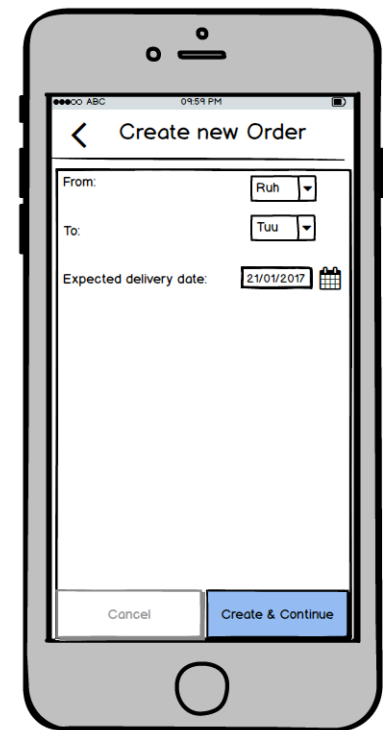 ABC 09:59 PM
Create new Order
From: Ruh
To: Tuu
Expected delivery date: 21/01/2017
Cancel Create & Continue